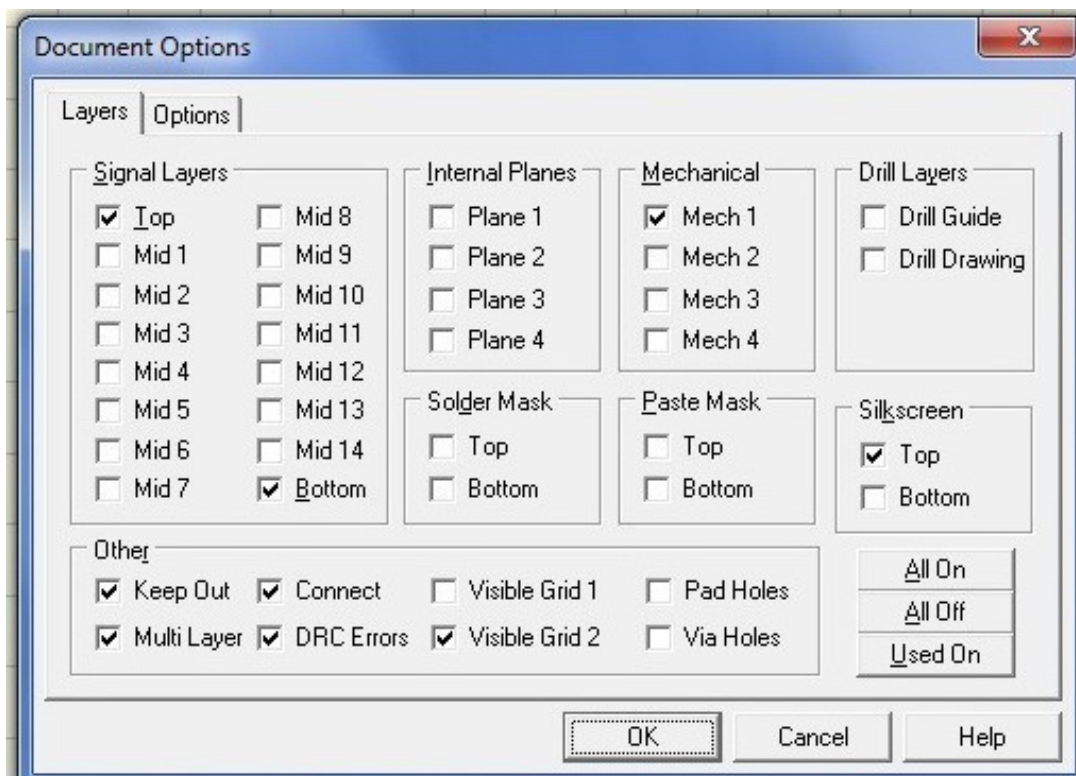 Document Options
Layers
Options
Signal Layers
Top
Mid 1
Mid 2
Mid 3
Mid 4
Mid 5
Mid 6
Mid 7
Mid 8
Mid 9
Mid 10
Mid 11
Mid 12
Mid 13
Mid 14
Bottom
Internal Planes
Plane 1
Plane 2
Plane 3
Plane 4
Mechanical
Mech 1
Mech 2
Mech 3
Mech 4
Drill Layers
Drill Guide
Drill Drawing
Solder Mask
Top
Bottom
Paste Mask
Top
Bottom
Silkscreen
Top
Bottom
Other
Keep Out
Connect
Visible Grid 1
Pad Holes
Multi Layer
DRC Errors
Visible Grid 2
Via Holes
All On
All Off
Used On
OK
Cancel
Help